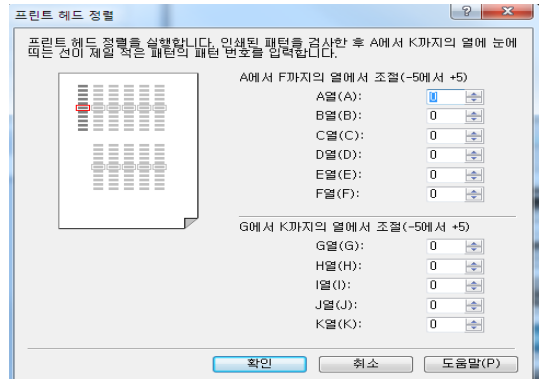 프린트 헤드 정렬
프린트 헤드 정렬을 실행합니다. 인쇄된 패턴을 검사한 후 A에서 K까지의 열에 눈에
띄는 선이 제일 적은 패턴의 패턴 번호를 입력합니다.
A에서 F까지의 열에서 조절(-5에서 +5)
A열(A): 0
B열(B): 0
C열(C): 0
D열(D): 0
E열(E): 0
F열(F): 0
G에서 K까지의 열에서 조절(-5에서 +5)
G열(G): 0
H열(H): 0
I열(I): 0
J열(J): 0
K열(K): 0
확인 취소 도움말(P)